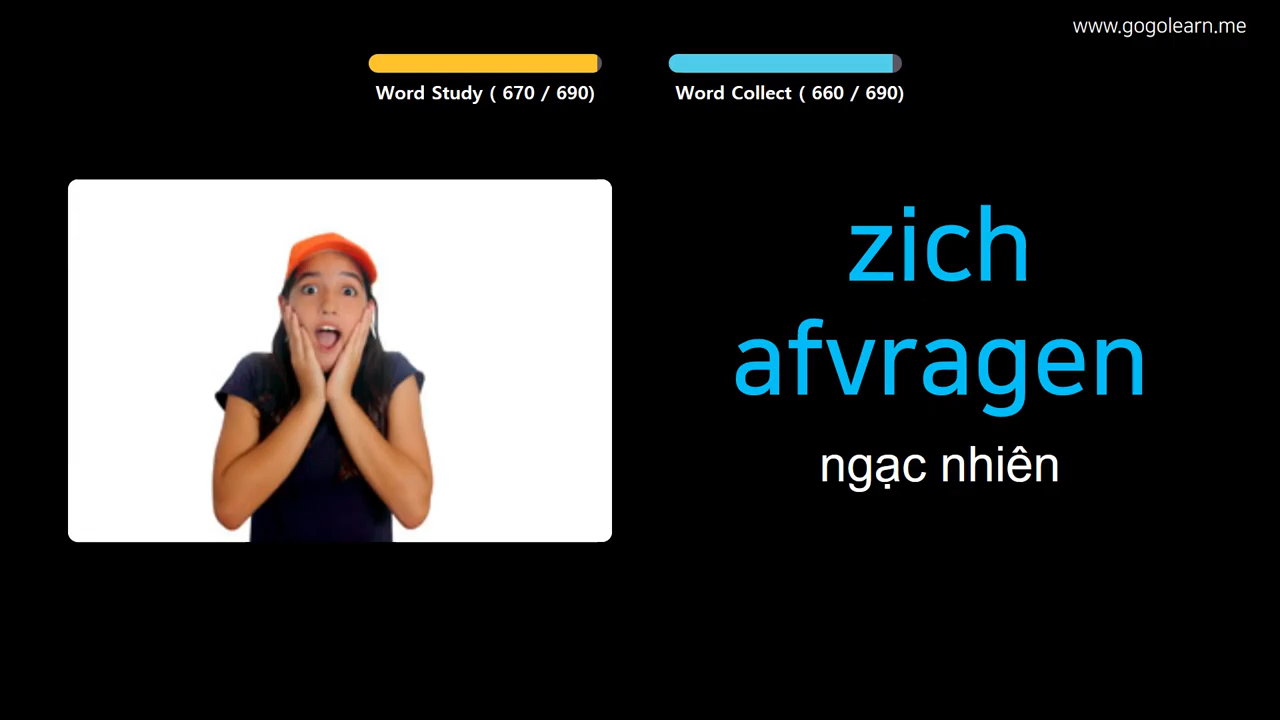 www.gogolearn.me
Word Study ( 670 / 690)
Word Collect ( 660 / 690)
zich
afvragen
ngạc nhiên